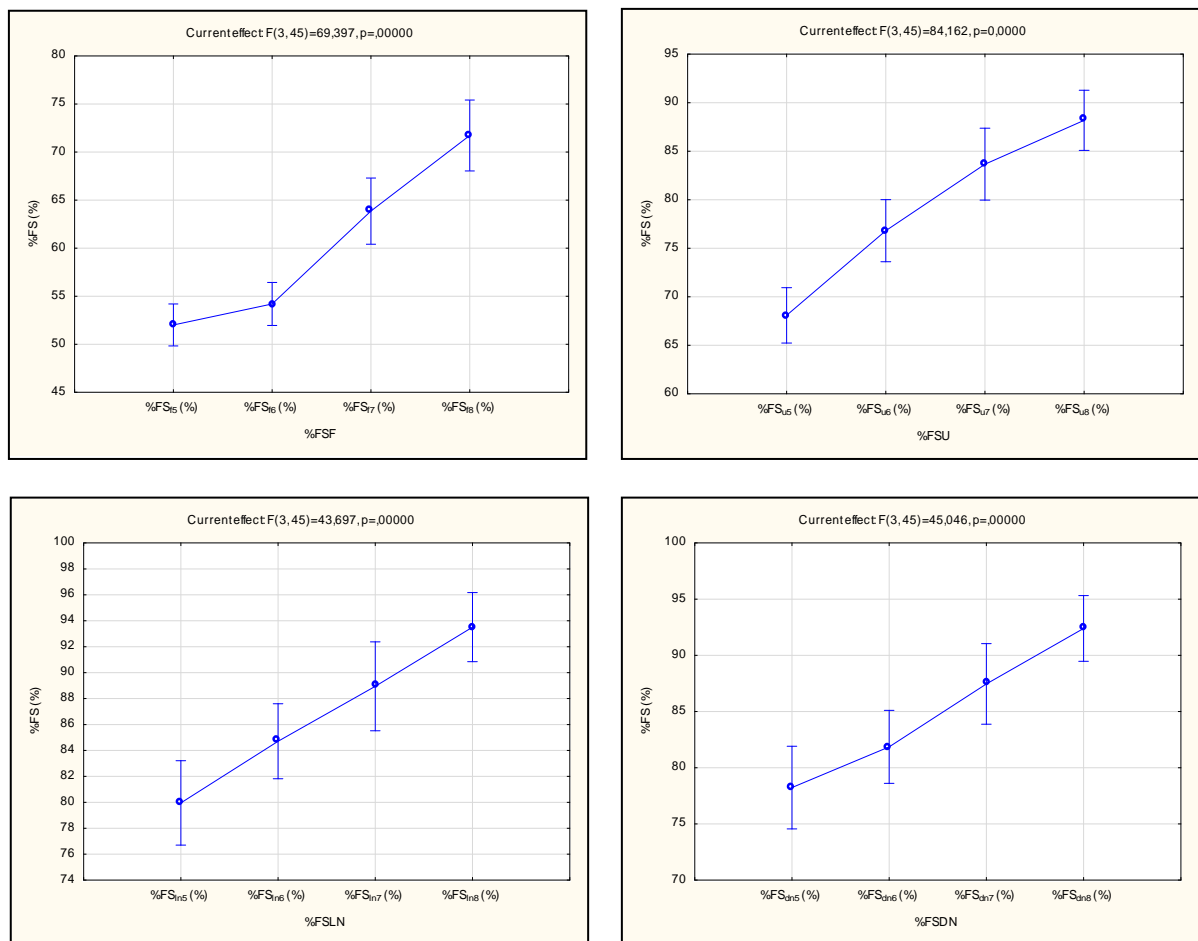 Current effect: F(3, 45)=69,397, p=,00000
80
75
70
65
60
55
50
45
%FS (%)
%FSf5 (%) %FSf6 (%) %FSf7 (%) %FSf8 (%)
%FSF
Current effect: F(3, 45)=84,162, p=0,0000
95
90
85
80
75
70
65
60
%FS (%)
%FSu5 (%) %FSu6 (%) %FSu7 (%) %FSu8 (%)
%FSU
Current effect: F(3, 45)=43,697, p=,00000
100
98
96
94
92
90
88
86
84
82
80
78
76
74
%FS (%)
%FSln5 (%) %FSln6 (%) %FSln7 (%) %FSln8 (%)
%FSLN
Current effect: F(3, 45)=45,046, p=,00000
100
95
90
85
80
75
70
%FS (%)
%FSdn5 (%) %FSdn6 (%) %FSdn7 (%) %FSdn8 (%)
%FSDN